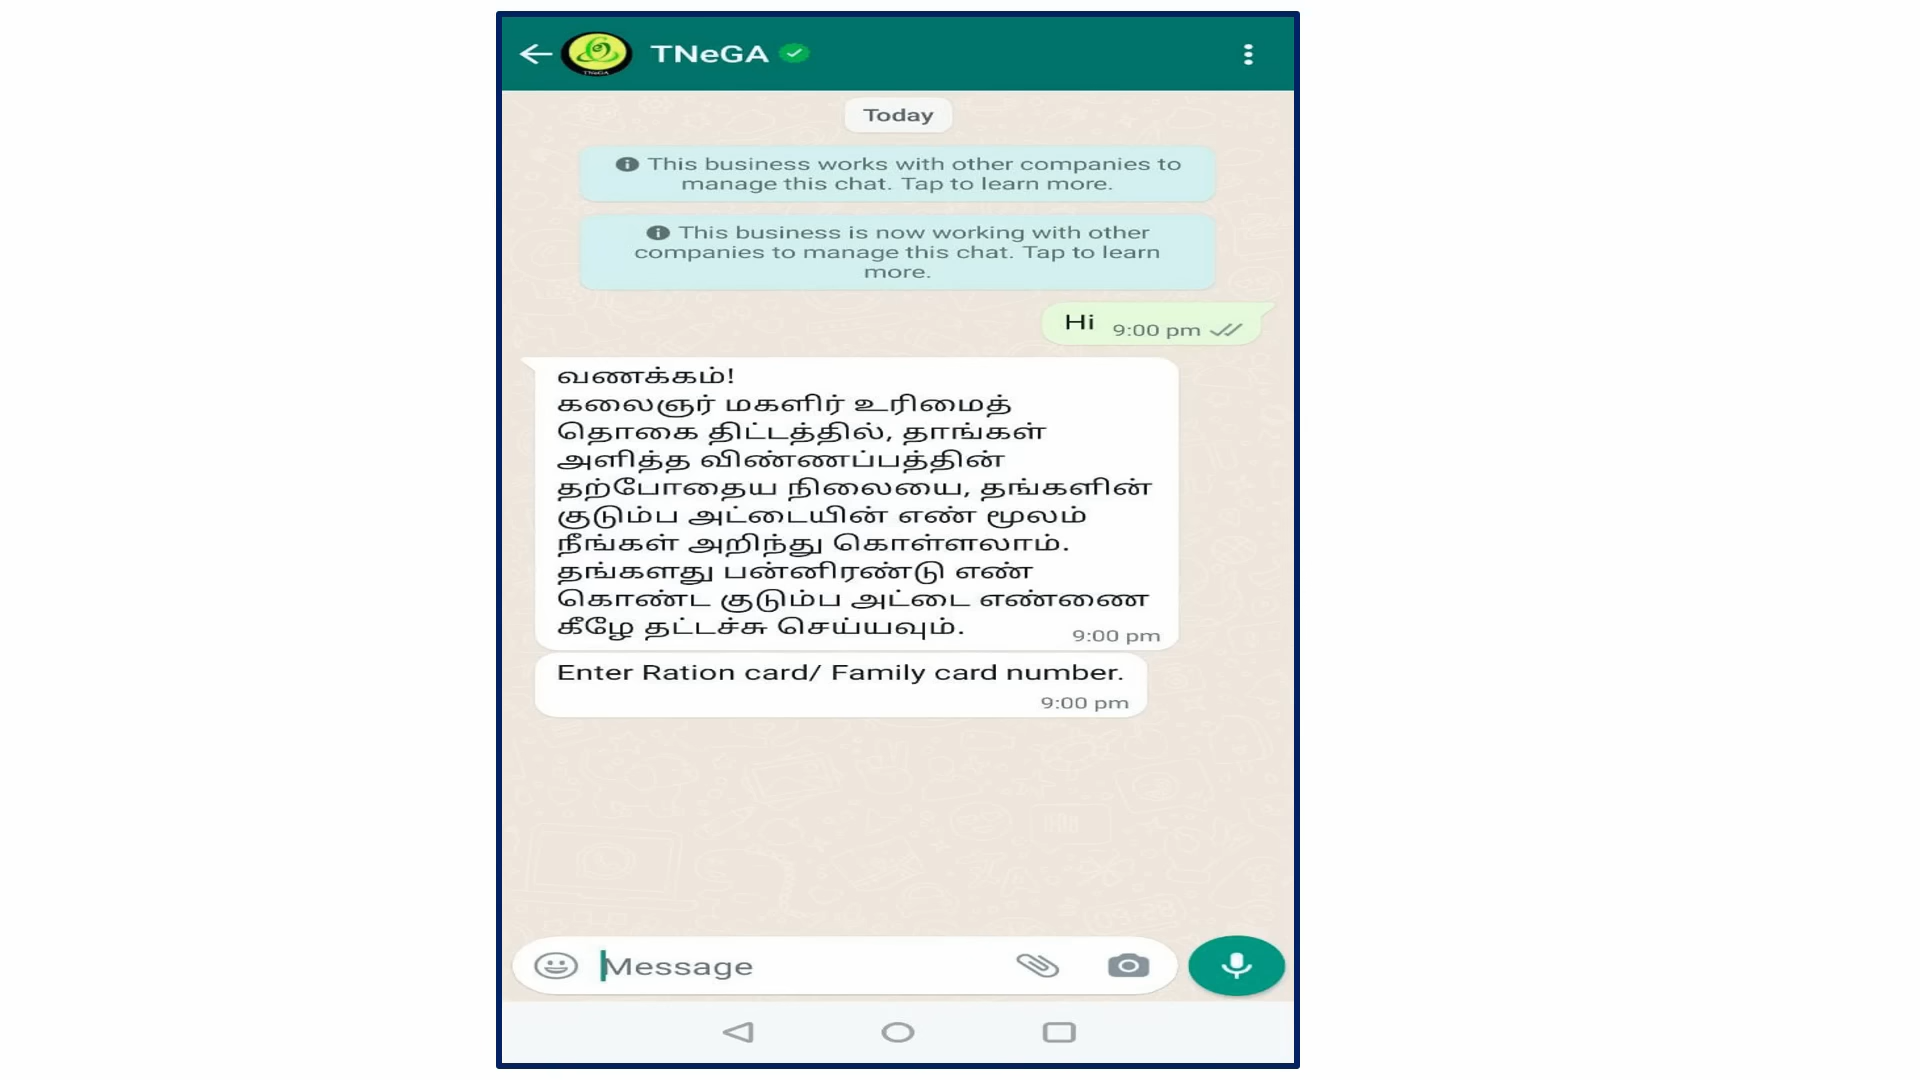 TNeGA
TNeGA
Today
This business works with other companies to
manage this chat. Tap to learn more.
This business is now working with other
companies to manage this chat. Tap to learn
more.
Hi 9:00 pm
வணக்கம்!
கலைஞர் மகளிர் உரிமைத்
தொகை திட்டத்தில், தாங்கள்
அளித்த விண்ணப்பத்தின்
தற்போதைய நிலையை, தங்களின்
குடும்ப அட்டையின் எண் மூலம்
நீங்கள் அறிந்து கொள்ளலாம்.
தங்களது பன்னிரண்டு எண்
கொண்ட குடும்ப அட்டை எண்ணை
கீழே தட்டச்சு செய்யவும். 9:00 pm
Enter Ration card/ Family card number.
9:00 pm
Message